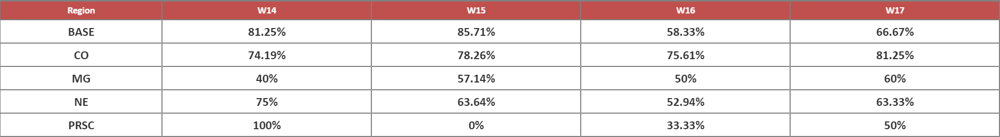 Region W14 W15 W16 W17
BASE 81.25% 85.71% 58.33% 66.67%
CO 74.19% 78.26% 75.61% 81.25%
MG 40% 57.14% 50% 60%
NE 75% 63.64% 52.94% 63.33%
PRSC 100% 0% 33.33% 50%